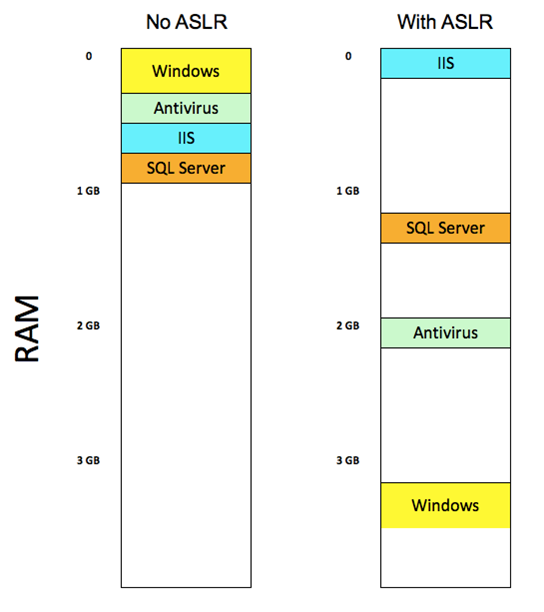 No ASLR
With ASLR
0
Windows
Antivirus
IIS
SQL Server
1 GB
2 GB
3 GB
RAM
0
IIS
1 GB
SQL Server
2 GB
Antivirus
3 GB
Windows